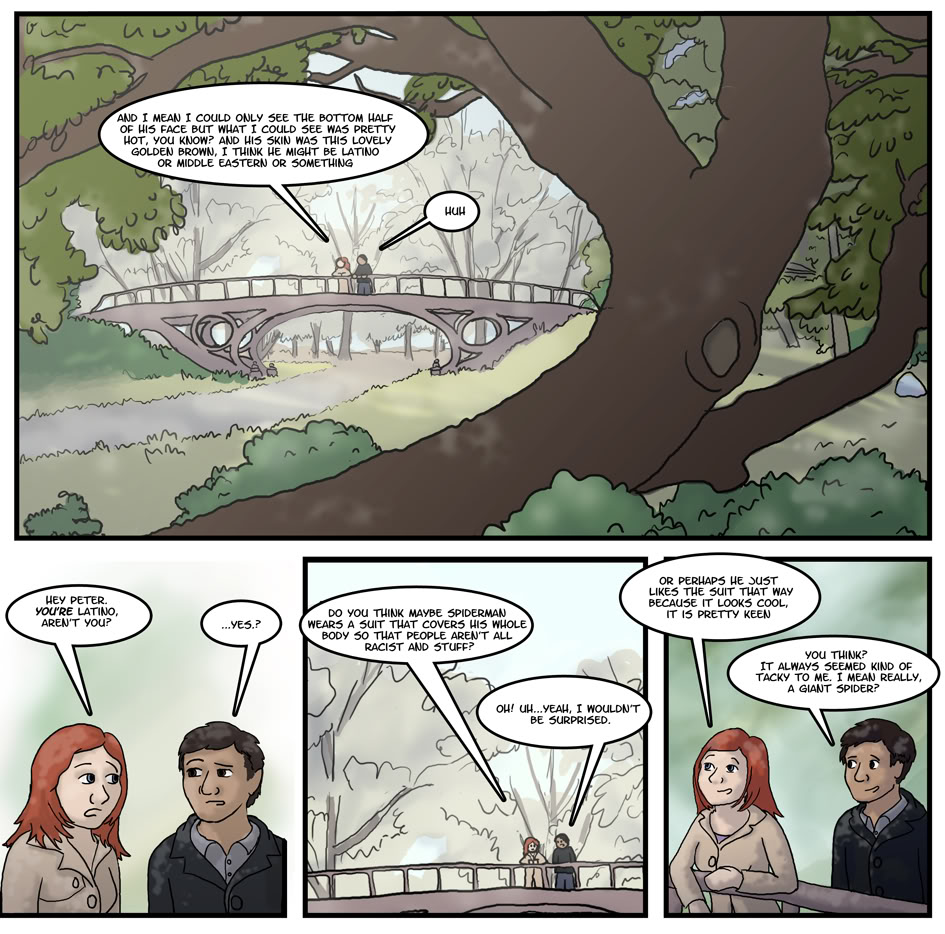 AND I MEAN I COULD ONLY SEE THE BOTTOM HALF
OF HIS FACE BUT WHAT I COULD SEE WAS PRETTY
HOT, YOU KNOW? AND HIS SKIN WAS THIS LOVELY
GOLDEN BROWN, I THINK HE MIGHT BE LATINO
OR MIDDLE EASTERN OR SOMETHING
HUH
HEY PETER.
YOU'RE LATINO,
AREN'T YOU?
...YES.?
DO YOU THINK MAYBE SPIDERMAN
WEARS A SUIT THAT COVERS HIS WHOLE
BODY SO THAT PEOPLE AREN'T ALL
RACIST AND STUFF?
OH! UH...YEAH, I WOULDN'T
BE SURPRISED.
OR PERHAPS HE JUST
LIKES THE SUIT THAT WAY
BECAUSE IT LOOKS COOL,
IT IS PRETTY KEEN
YOU THINK?
IT ALWAYS SEEMED KIND OF
TACKY TO ME. I MEAN REALLY,
A GIANT SPIDER?